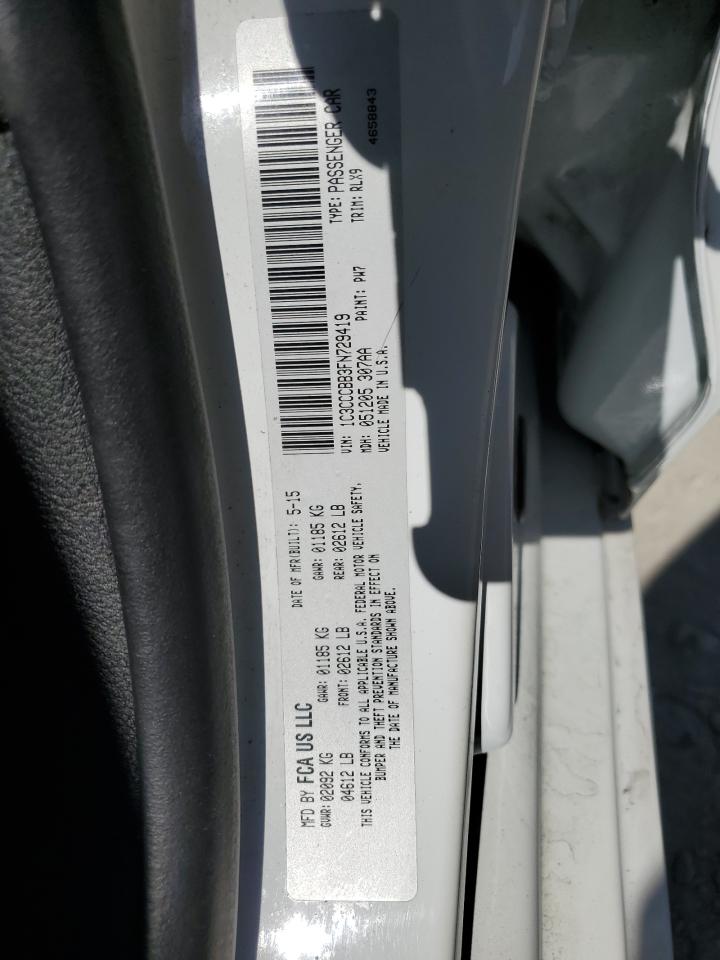 MFD BY FCA US LLC
DATE OF MFR(BUILT): 5-15
GVWR: 02092 KG
GAWR: 01185 KG
GAWR: 01185 KG
04612 LB
FRONT: 02612 LB
REAR: 02612 LB
THIS VEHICLE CONFORMS TO ALL APPLICABLE U.S.A. FEDERAL MOTOR VEHICLE SAFETY,
BUMPER AND THEFT PREVENTION STANDARDS IN EFFECT ON
THE DATE OF MANUFACTURE SHOWN ABOVE.
VIN: 1C3CCCBB3FN729419
TYPE: PASSENGER CAR
MDH: 051205 307AA
PAINT: PW7
TRIM: RLX9
VEHICLE MADE IN U.S.A.
4658843